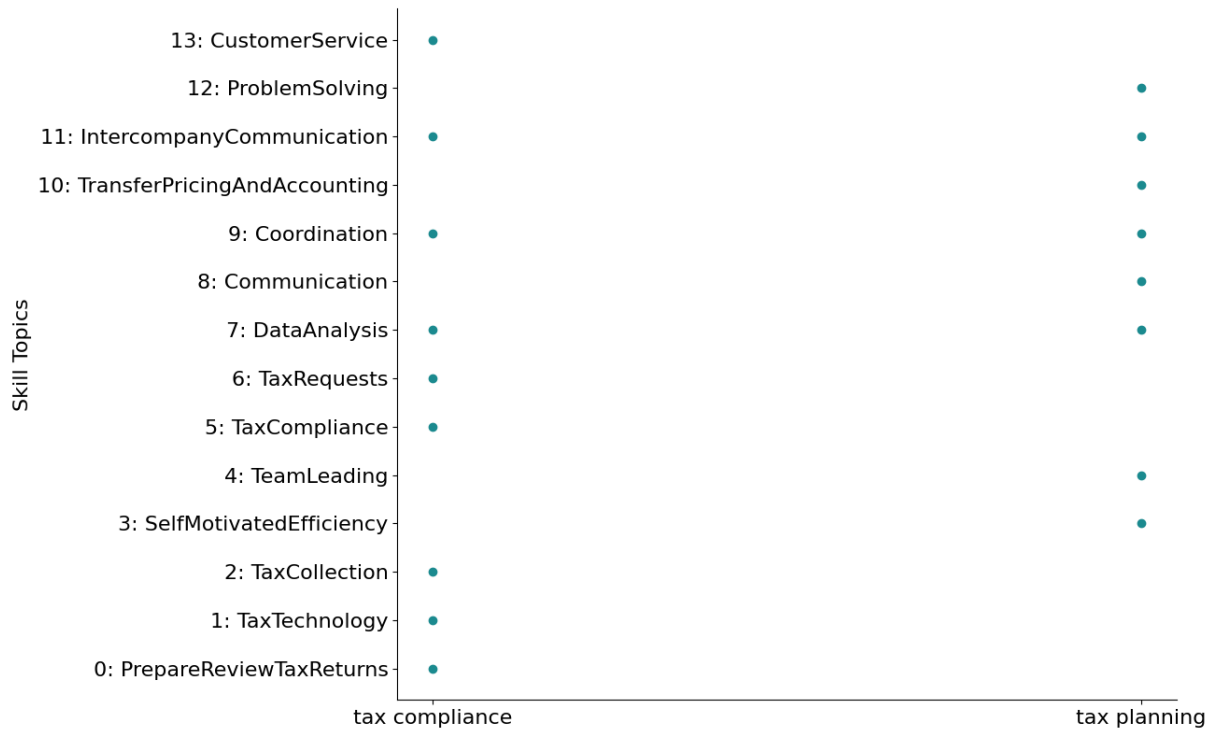 13: CustomerService
12: ProblemSolving
11: IntercompanyCommunication
10: TransferPricingAndAccounting
9: Coordination
8: Communication
7: DataAnalysis
6: TaxRequests
5: TaxCompliance
4: TeamLeading
3: SelfMotivatedEfficiency
2: TaxCollection
1: TaxTechnology
0: PrepareReviewTaxReturns
Skill Topics
tax compliance
tax planning